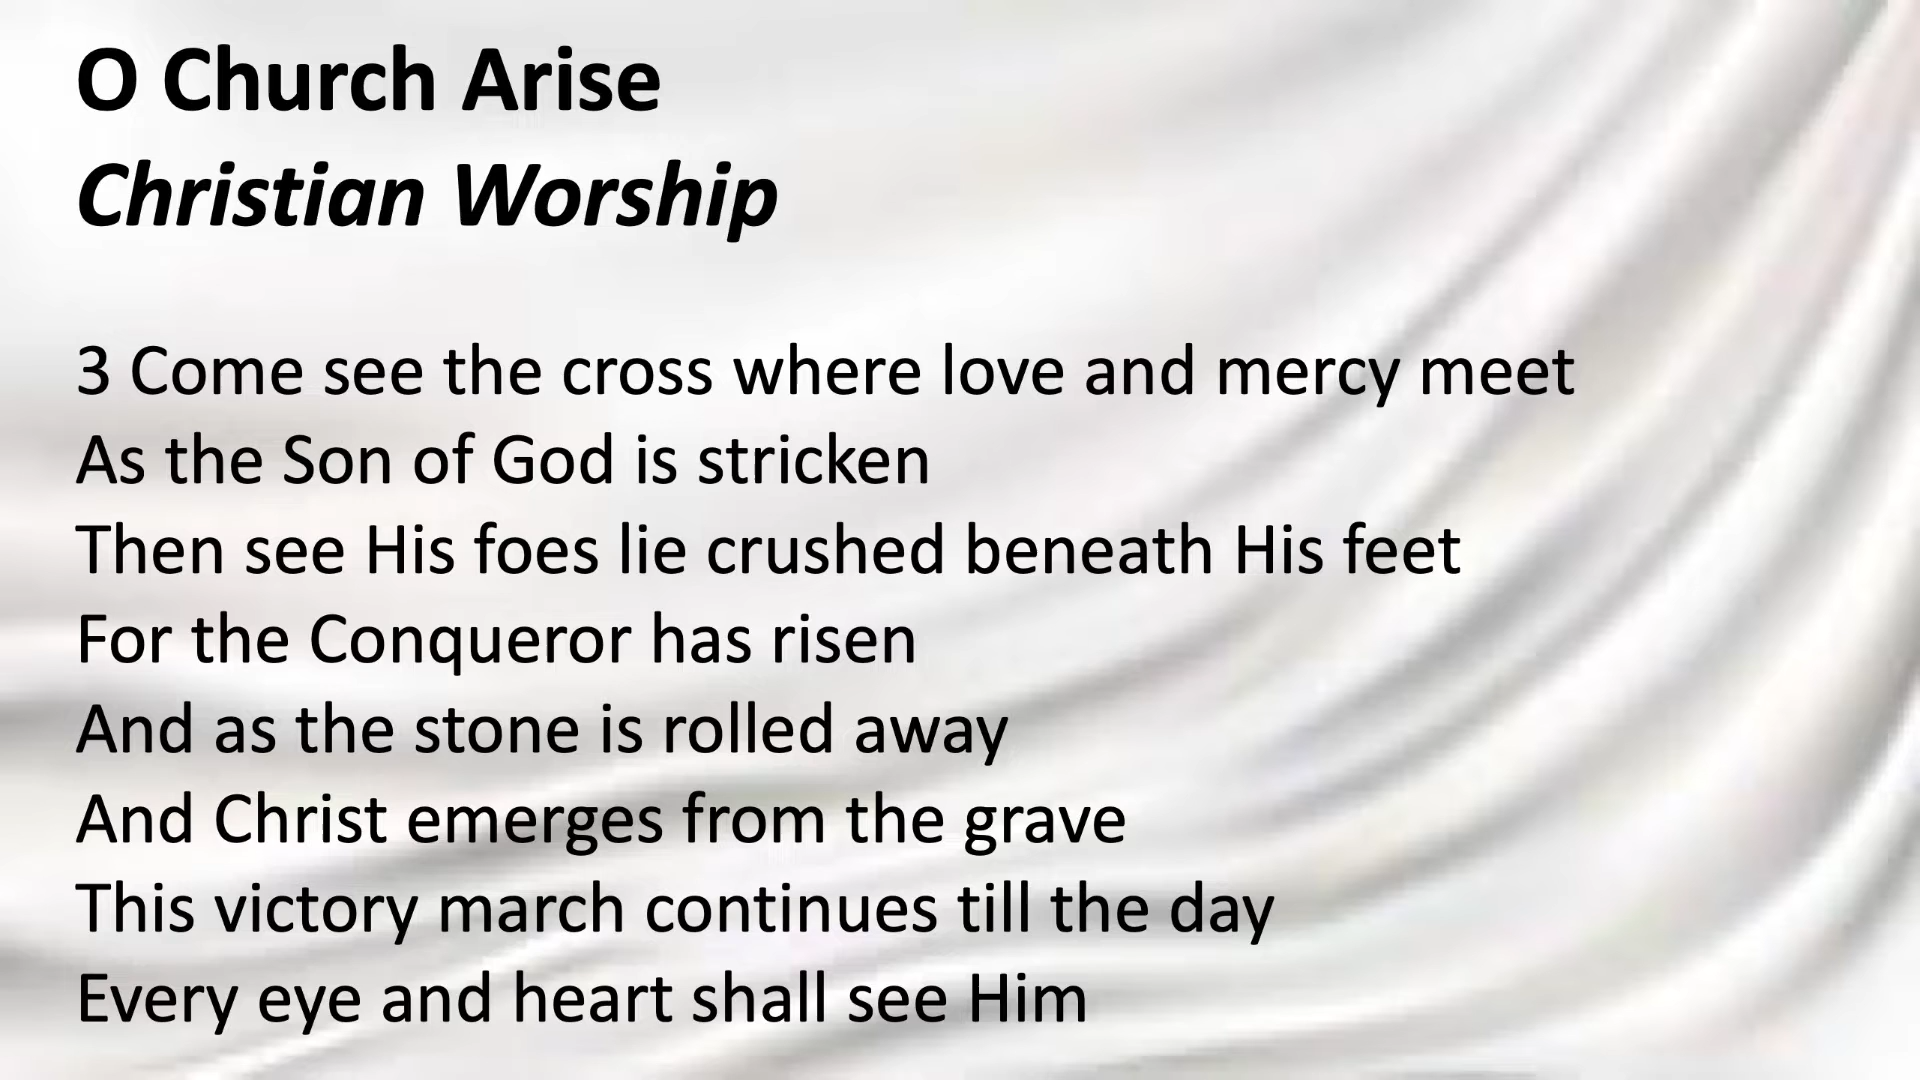 O Church Arise
Christian Worship
3 Come see the cross where love and mercy meet
As the Son of God is stricken
Then see His foes lie crushed beneath His feet
For the Conqueror has risen
And as the stone is rolled away
And Christ emerges from the grave
This victory march continues till the day
Every eye and heart shall see Him